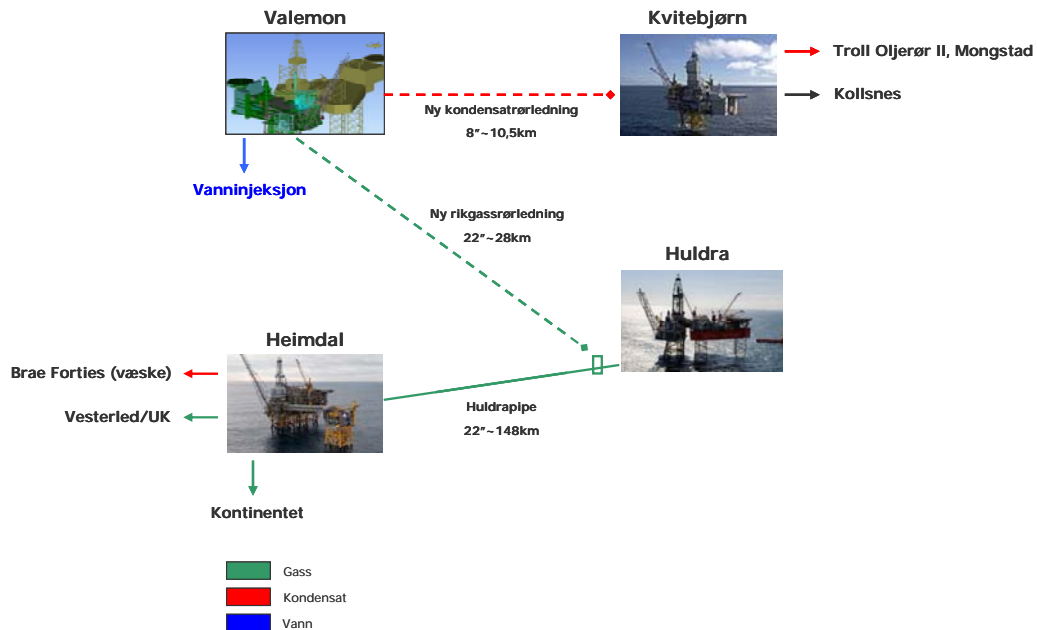 Valemon
Kvitebjørn
Troll Oljerør II, Mongstad
Kollsnes
Ny kondensatrørledning
8"~10,5km
Vanninjeksjon
Ny rikgassrørledning
22"~28km
Huldra
Heimdal
Brae Forties (væske)
Vesterled/UK
Huldrapipe
22"~148km
Kontinentet
Gass
Kondensat
Vann